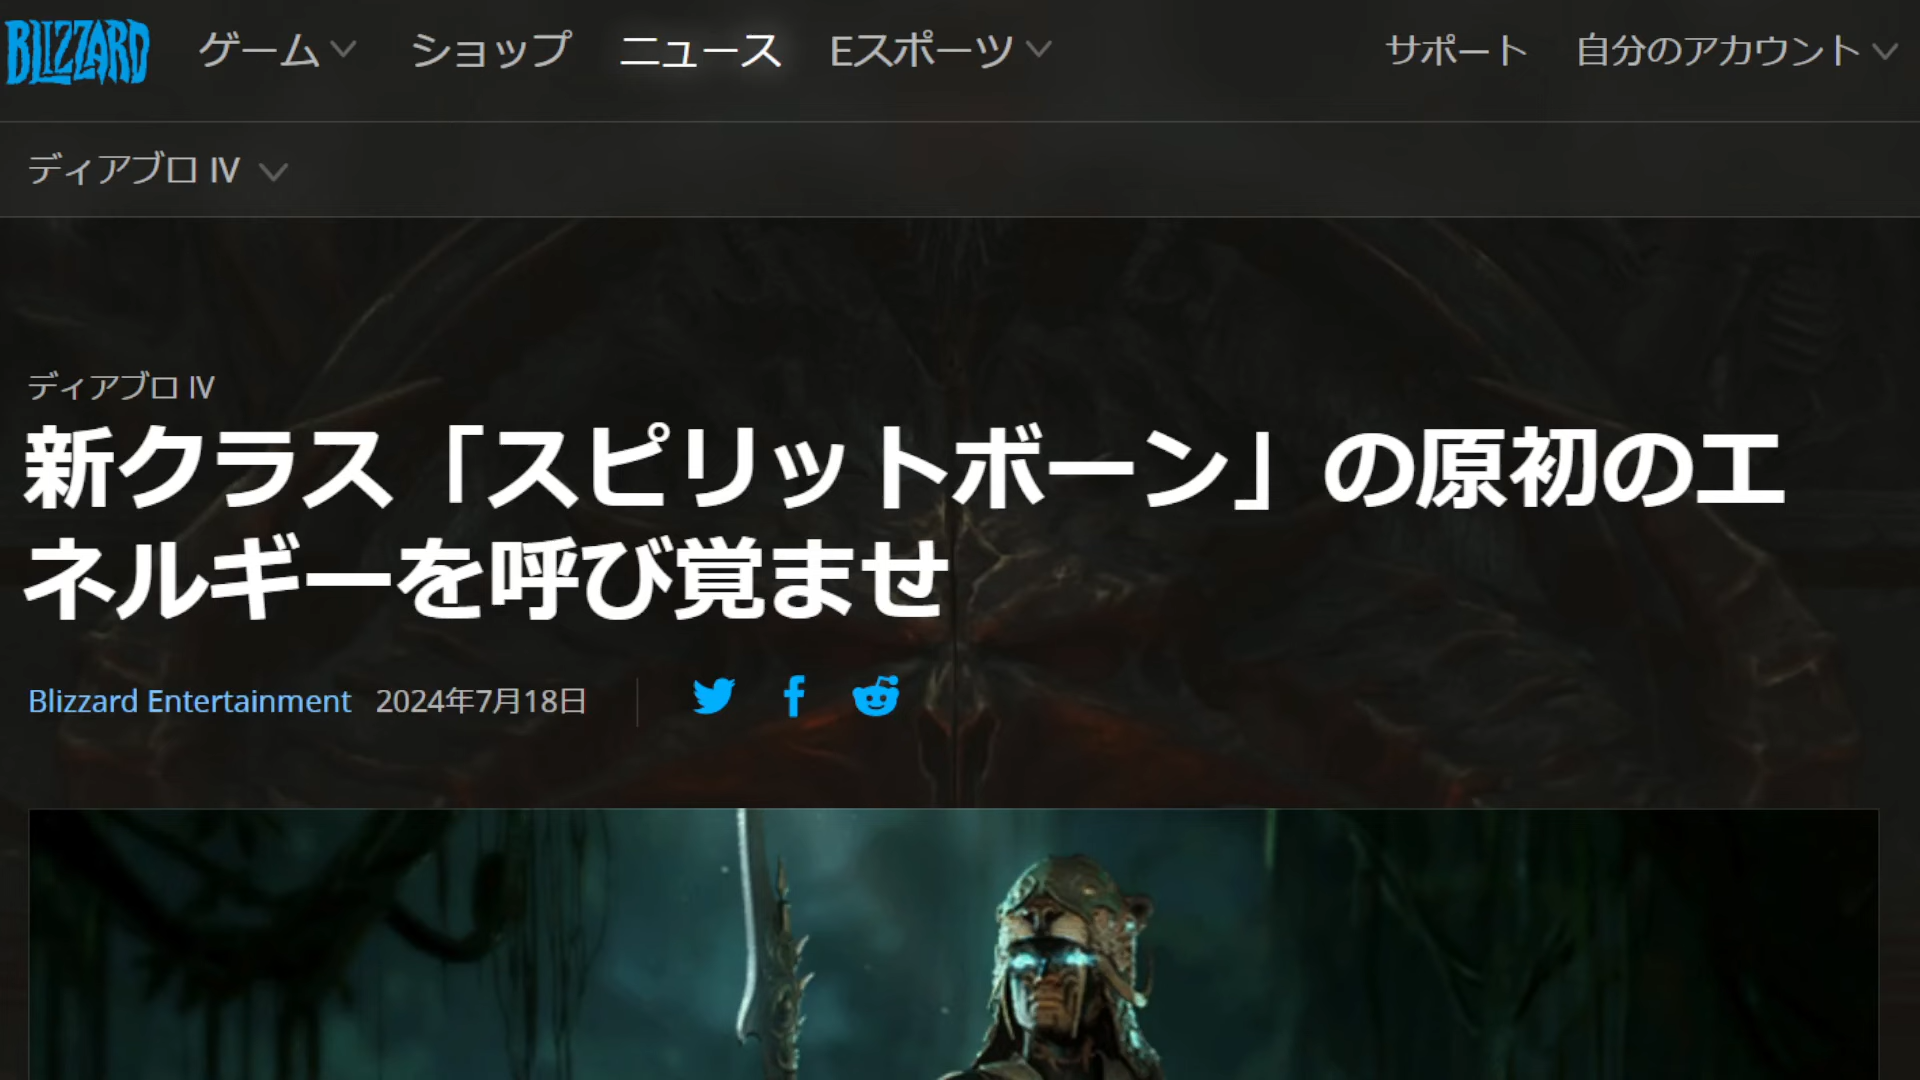 BLIZZARD ゲーム ショップ ニュース Eスポーツ サポート 自分のアカウント
ディアブロ IV
ディアブロ IV
新クラス「スピリットボーン」の原初のエ
ネルギーを呼び覚ませ
Blizzard Entertainment 2024年7月18日